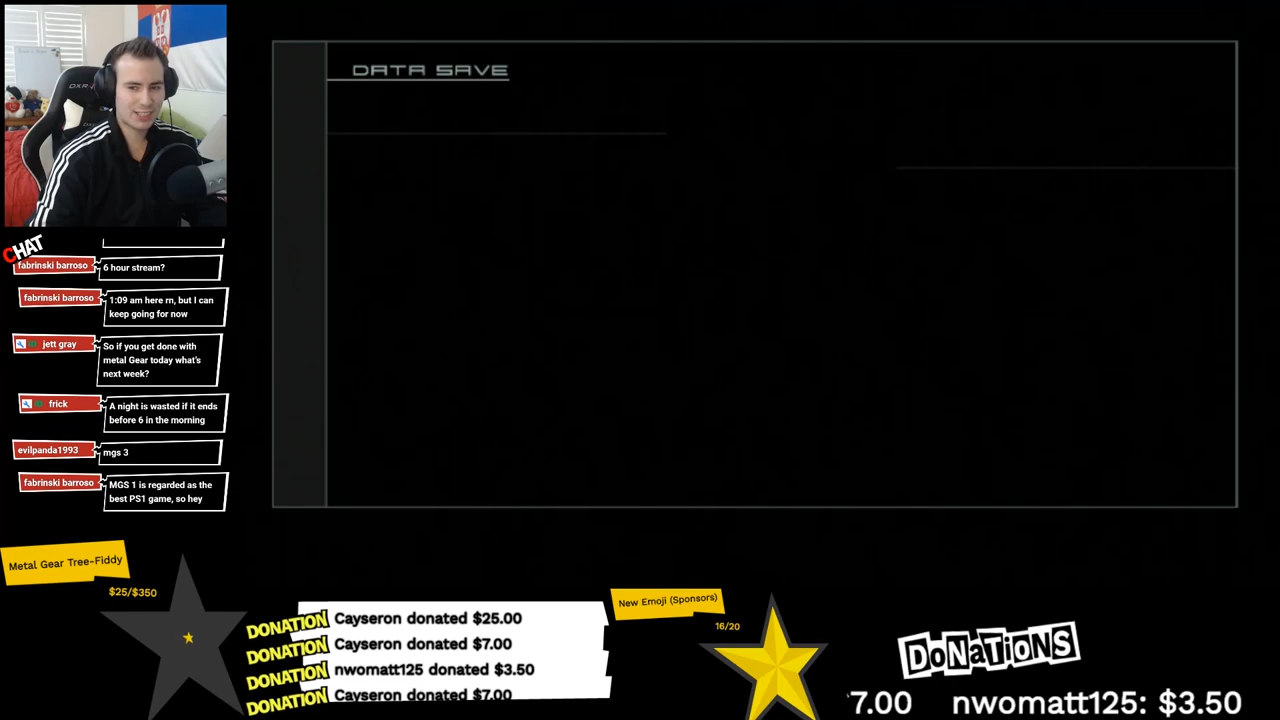 DATA SAVE
CHAT
fabrinski barroso
6 hour stream?
fabrinski barroso
1:09 am here rn, but I can
keep going for now
jett gray
So if you get done with
metal Gear today what's
next week?
frick
A night is wasted if it ends
before 6 in the morning
evilpanda1993
mgs 3
fabrinski barroso
MGS 1 is regarded as the
best PS1 game, so hey
Metal Gear Tree-Fiddy
$25/$350
DONATION Cayseron donated $25.00
DONATION Cayseron donated $7.00
DONATION nwomatt125 donated $3.50
DONATION Cayseron donated $7.00
New Emoji (Sponsors)
16/20
DONATIONS
7.00 nwomatt125: $3.50